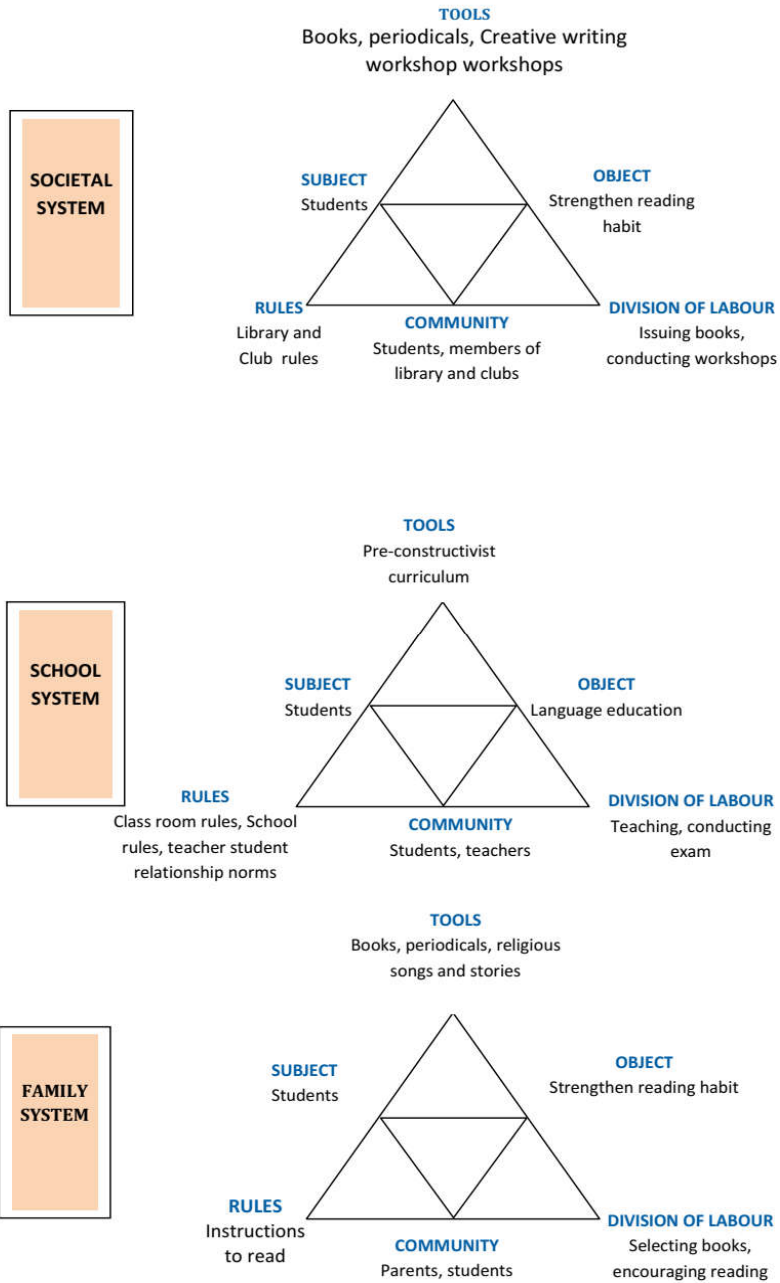 TOOLS
Books, periodicals, Creative writing
workshop workshops
SOCIETAL
SYSTEM
SUBJECT
Students
OBJECT
Strengthen reading
habit
RULES
Library and
Club rules
COMMUNITY
Students, members of
library and clubs
DIVISION OF LABOUR
Issuing books,
conducting workshops
TOOLS
Pre-constructivist
curriculum
SCHOOL
SYSTEM
SUBJECT
Students
OBJECT
Language education
RULES
Class room rules, School
rules, teacher student
relationship norms
COMMUNITY
Students, teachers
DIVISION OF LABOUR
Teaching, conducting
exam
TOOLS
Books, periodicals, religious
songs and stories
FAMILY
SYSTEM
SUBJECT
Students
OBJECT
Strengthen reading habit
RULES
Instructions
to read
COMMUNITY
Parents, students
DIVISION OF LABOUR
Selecting books,
encouraging reading